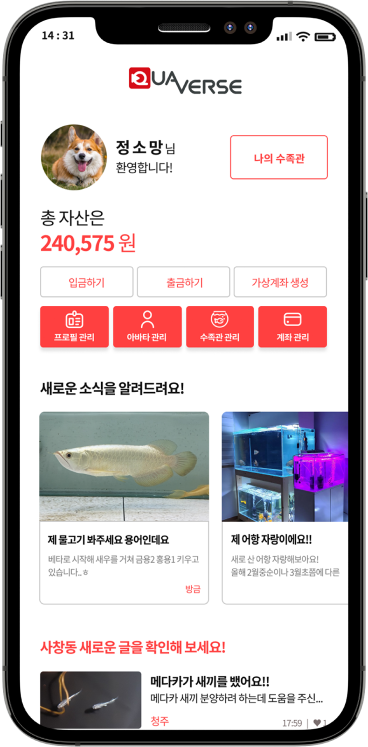 14 : 31
QUA
VERSE
정 소 망 님
환영합니다!
나의 수족관
총 자산은
240,575 원
입금하기
출금하기
가상계좌 생성
프로필 관리
아바타 관리
수족관 관리
계좌 관리
새로운 소식을 알려드려요!
제 물고기 봐주세요 용어인데요
베타로 시작해 새우를 거쳐 금용2 홍용1 키우고
있습니다..ㅎ
방금
제 어항 자랑이에요!!
새로 산 어항 자랑해보아요!
올해 2월중순이나 3월초쯤에 다른
사창동 새로운 글을 확인해 보세요!
메다카가 새끼를 뱄어요!!
메다카 새끼 분양하려 하는데 도움을 주신...
청주
17:59 | ♥ 1